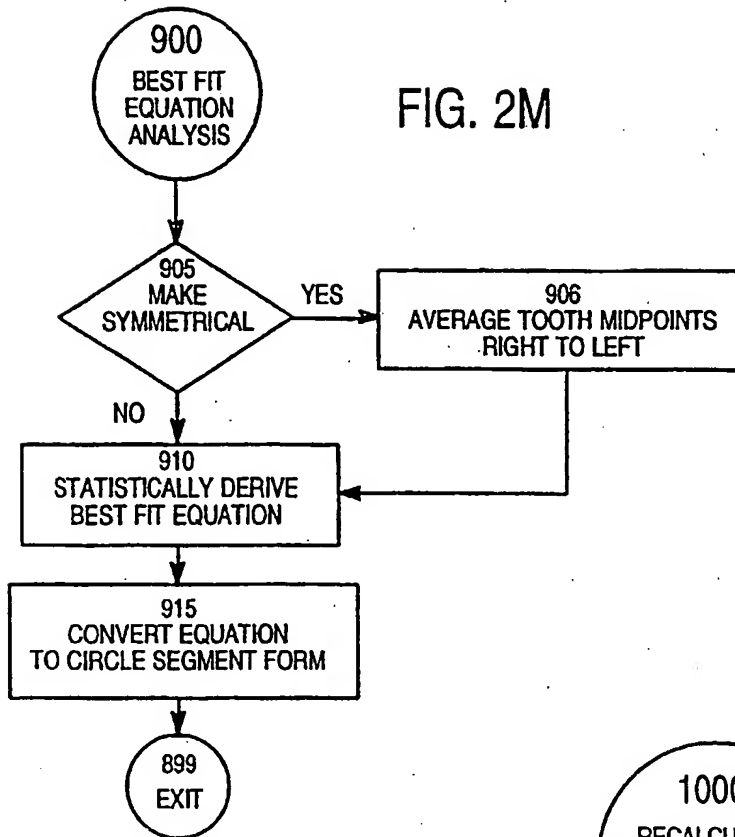 900
BEST FIT
EQUATION
ANALYSIS
FIG. 2M
905
MAKE
SYMMETRICAL
YES
906
AVERAGE TOOTH MIDPOINTS
RIGHT TO LEFT
NO
910
STATISTICALLY DERIVE
BEST FIT EQUATION
915
CONVERT EQUATION
TO CIRCLE SEGMENT FORM
899
EXIT